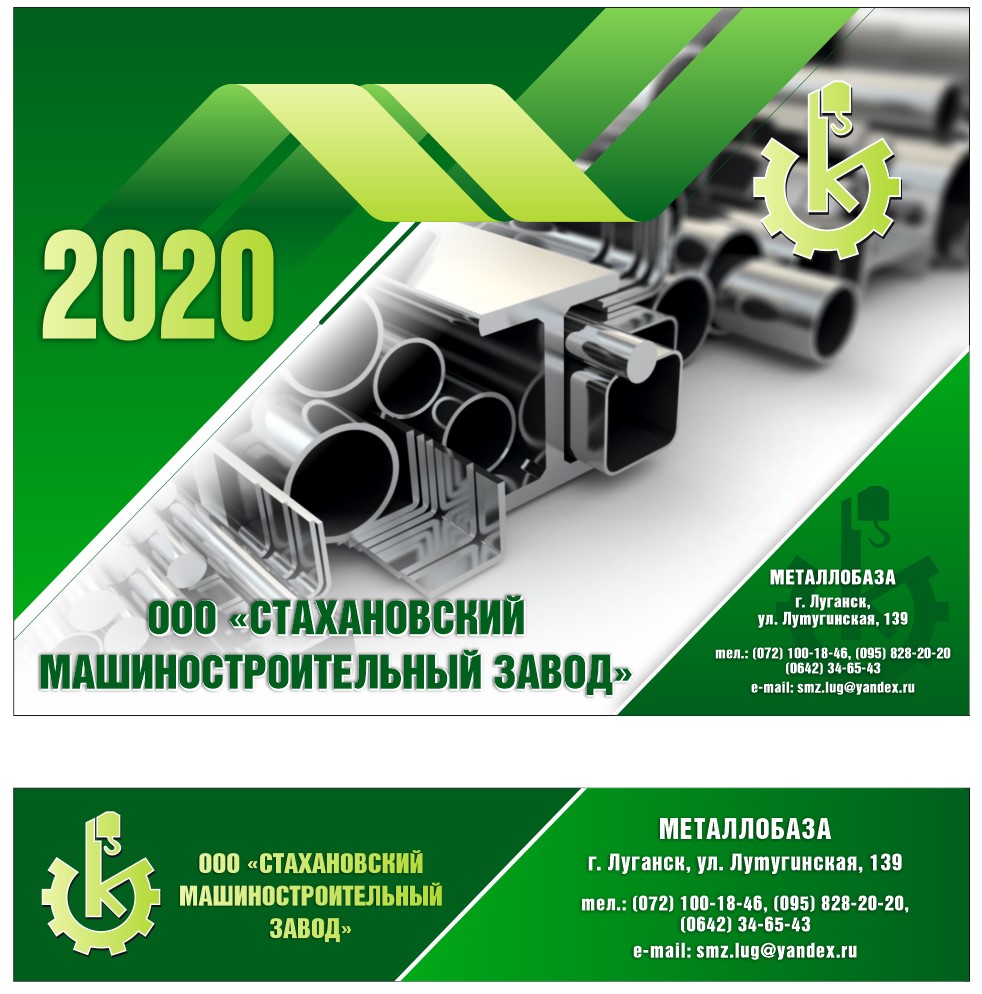 2020
ООО «СТАХАНОВСКИЙ
МАШИНОСТРОИТЕЛЬНЫЙ ЗАВОД»
МЕТАЛЛОБАЗА
г. Луганск,
ул. Лутугинская, 139
тел.: (072) 100-18-46, (095) 828-20-20
(0642) 34-65-43
e-mail: smz.lug@yandex.ru
ООО «СТАХАНОВСКИЙ
МАШИНОСТРОИТЕЛЬНЫЙ
ЗАВОД»
МЕТАЛЛОБАЗА
г. Луганск, ул. Лутугинская, 139
тел.: (072) 100-18-46, (095) 828-20-20,
(0642) 34-65-43
e-mail: smz.lug@yandex.ru